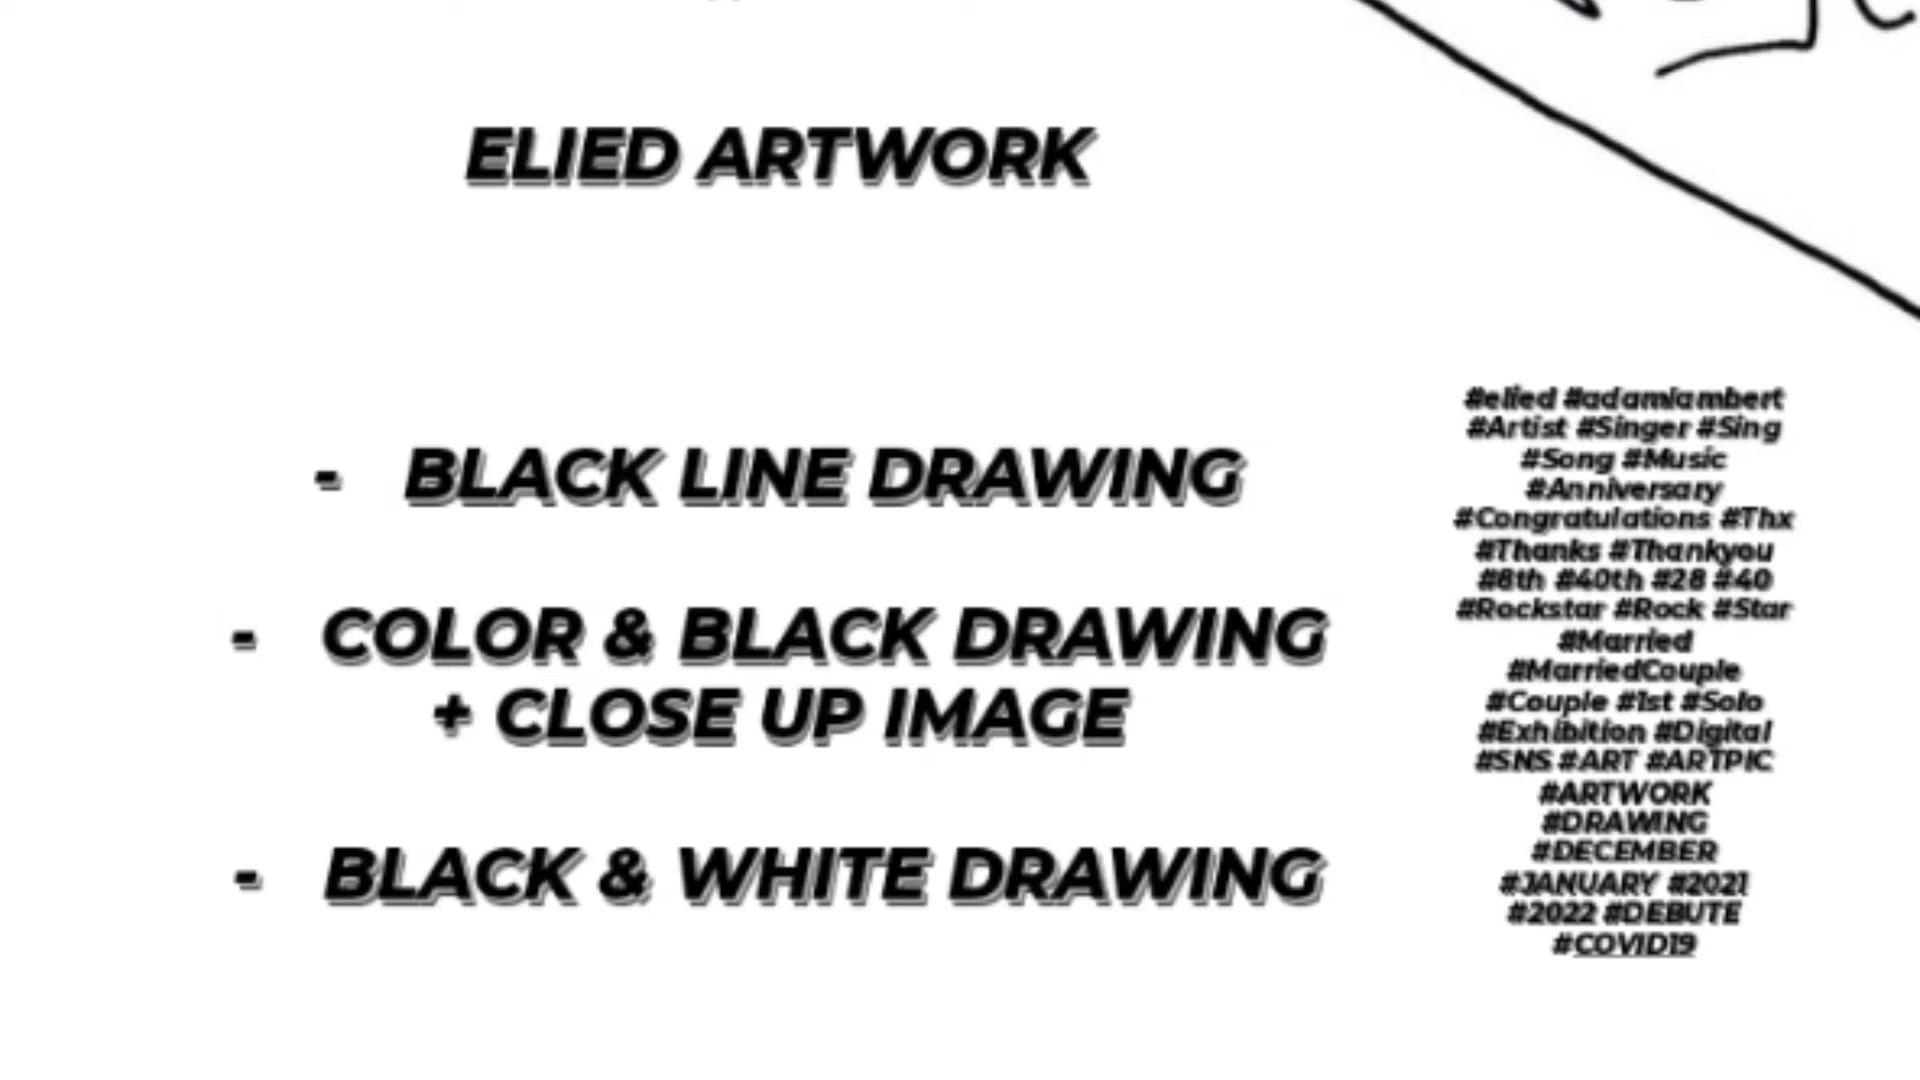 ELIED ARTWORK
- BLACK LINE DRAWING
- COLOR & BLACK DRAWING
+ CLOSE UP IMAGE
- BLACK & WHITE DRAWING
#elied #adamlambert
#Artist #Singer #Sing
#Song #Music
#Anniversary
#Congratulations #Thx
#Thanks #Thankyou
#8th #40th #28 #40
#Rockstar #Rock #Star
#Married
#MarriedCouple
#Couple #1st #Solo
#Exhibition #Digital
#SNS #ART #ARTPIC
#ARTWORK
#DRAWING
#DECEMBER
#JANUARY #2021
#2022 #DEBUTE
#COVID19